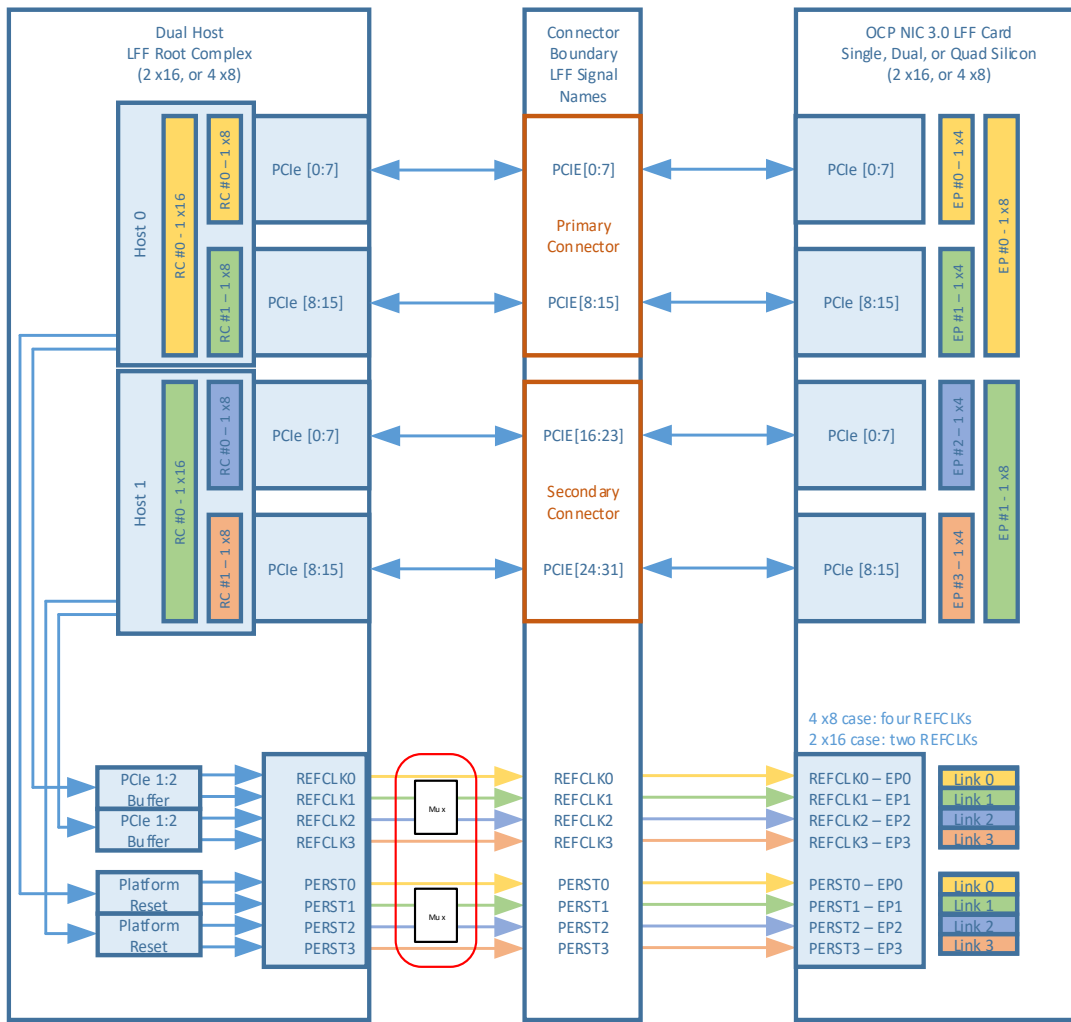 Dual Host
LFF Root Complex
(2 x16, or 4 x8)
Host 0
RC #0 - 1 x16
RC #0 – 1 x8
RC #1 – 1 x8
PCIe [0:7]
PCIe [8:15]
Host 1
RC #0 - 1 x16
RC #0 – 1 x8
RC #1 – 1 x8
PCIe [0:7]
PCIe [8:15]
PCIe 1:2
Buffer
PCIe 1:2
Buffer
Platform
Reset
Platform
Reset
REFCLK0
REFCLK1
REFCLK2
REFCLK3
PERST0
PERST1
PERST2
PERST3
Mux
Mux
Connector
Boundary
LFF Signal
Names
PCIE[0:7]
Primary
Connector
PCIE[8:15]
PCIE[16:23]
Secondary
Connector
PCIE[24:31]
REFCLK0
REFCLK1
REFCLK2
REFCLK3
PERST0
PERST1
PERST2
PERST3
OCP NIC 3.0 LFF Card
Single, Dual, or Quad Silicon
(2 x16, or 4 x8)
PCIe [0:7]
PCIe [8:15]
PCIe [0:7]
PCIe [8:15]
EP #0 – 1 x4
EP #1 – 1 x4
EP #0 - 1 x8
EP #2 – 1 x4
EP #3 – 1 x4
EP #1 - 1 x8
4 x8 case: four REFCLKs
2 x16 case: two REFCLKs
REFCLK0 – EP0
REFCLK1 – EP1
REFCLK2 – EP2
REFCLK3 – EP3
PERST0 – EP0
PERST1 – EP1
PERST2 – EP2
PERST3 – EP3
Link 0
Link 1
Link 2
Link 3
Link 0
Link 1
Link 2
Link 3